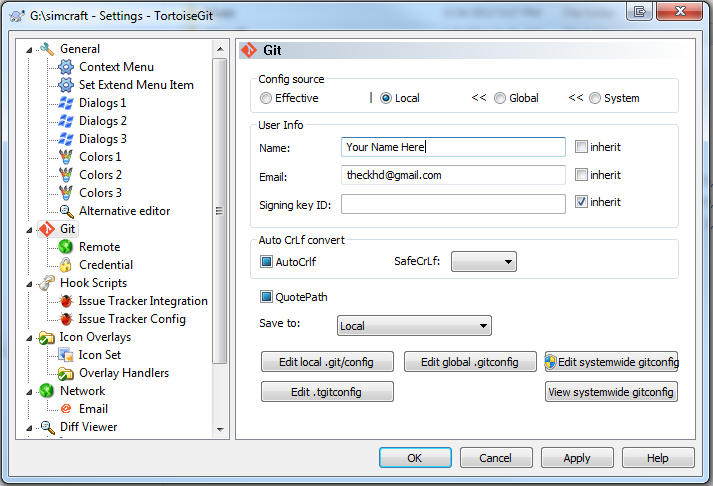 G:\simcraft - Settings - TortoiseGit
General
Context Menu
Set Extend Menu Item
Dialogs 1
Dialogs 2
Dialogs 3
Colors 1
Colors 2
Colors 3
Alternative editor
Git
Remote
Credential
Hook Scripts
Issue Tracker Integration
Issue Tracker Config
Icon Overlays
Icon Set
Overlay Handlers
Network
Email
Diff Viewer
Git
Config source
Effective | Local << Global << System
User Info
Name: Your Name Here inherit
Email: theckhd@gmail.com inherit
Signing key ID: inherit
Auto CrLf convert
AutoCrlf SafeCrLf:
QuotePath
Save to: Local
Edit local .git/config Edit global .gitconfig Edit systemwide gitconfig
Edit .tgitconfig View systemwide gitconfig
OK Cancel Apply Help